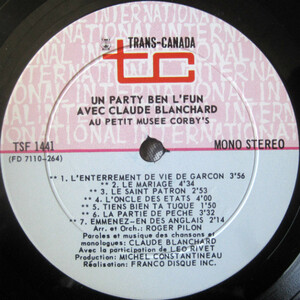 INTERNATIONAL
TRANS-CANADA
tc
UN PARTY BEN L'FUN
AVEC CLAUDE BLANCHARD
AU PETIT MUSEE CORBY'S
TSF 1441
MONO STEREO
(FD 7110-264)
** 1. L'ENTERREMENT DE VIE DE GARCON 3'56
** 2. LE MARIAGE 4'34
** 3. LE SAINT PATRON 2'53
** 4. L'ONCLE DES ETATS 3'00
** 5. TIENS BIEN TA TUQUE 1'50
** 6. LA PARTIE DE PECHE 2'32
** 7. EMMENEZ-EN DES ANGLAIS 2'14
Arr. et Orch.: ROGER PILON
Paroles et musique des chansons et
monologues: CLAUDE BLANCHARD
Avec la participation de LEO RIVET
Production: MICHEL CONSTANTINEAU
Réalisation: FRANCO DISQUE INC.